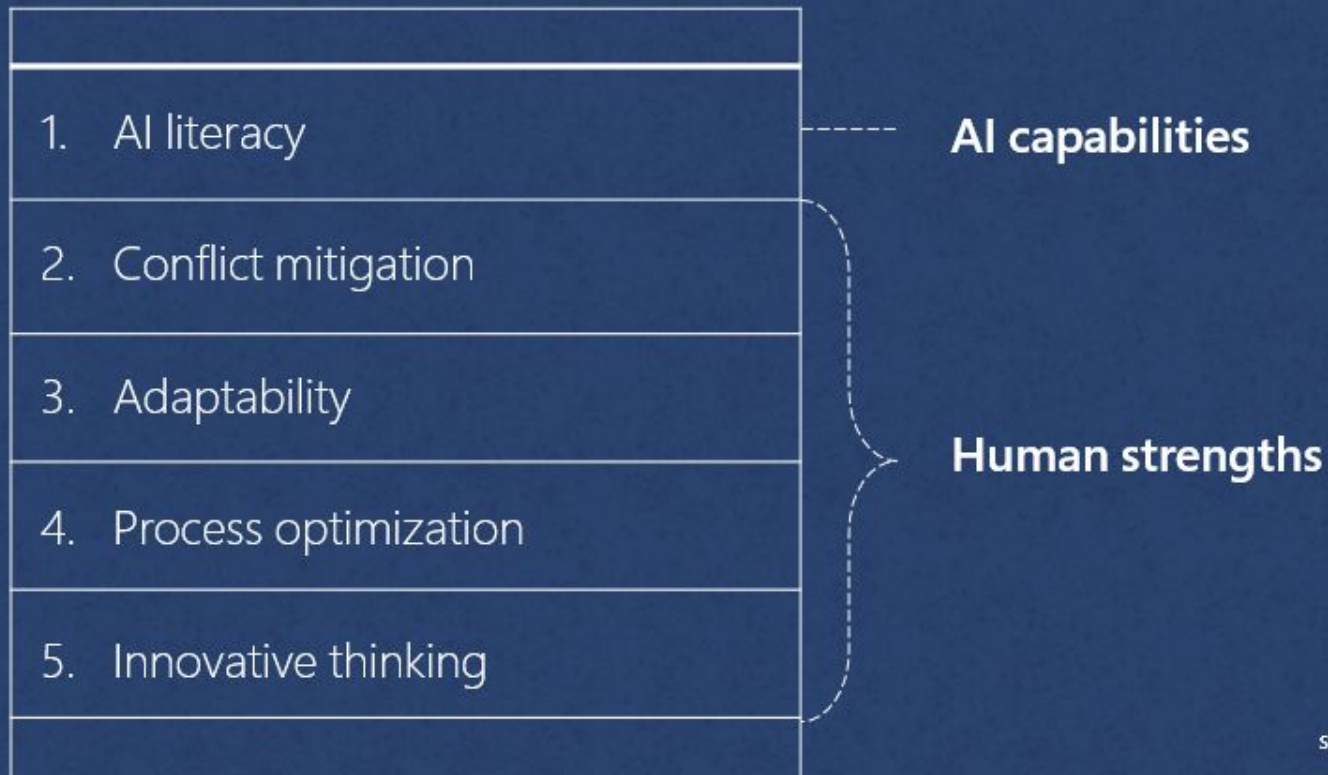 1. AI literacy
AI capabilities
2. Conflict mitigation
3. Adaptability
Human strengths
4. Process optimization
5. Innovative thinking